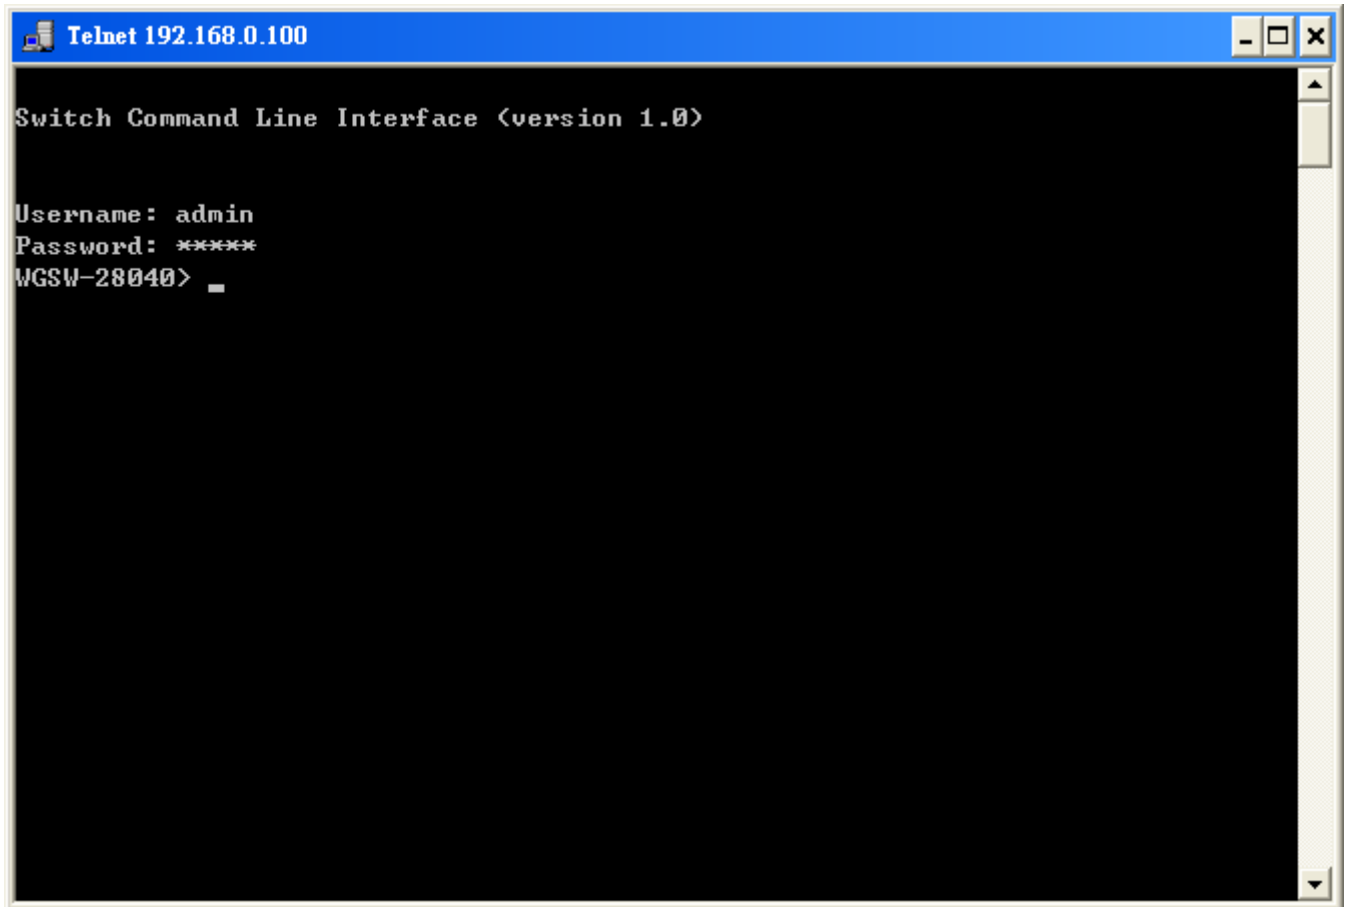 Telnet 192.168.0.100
Switch Command Line Interface (version 1.0)
Username: admin
Password: *****
WGSW-28040> _